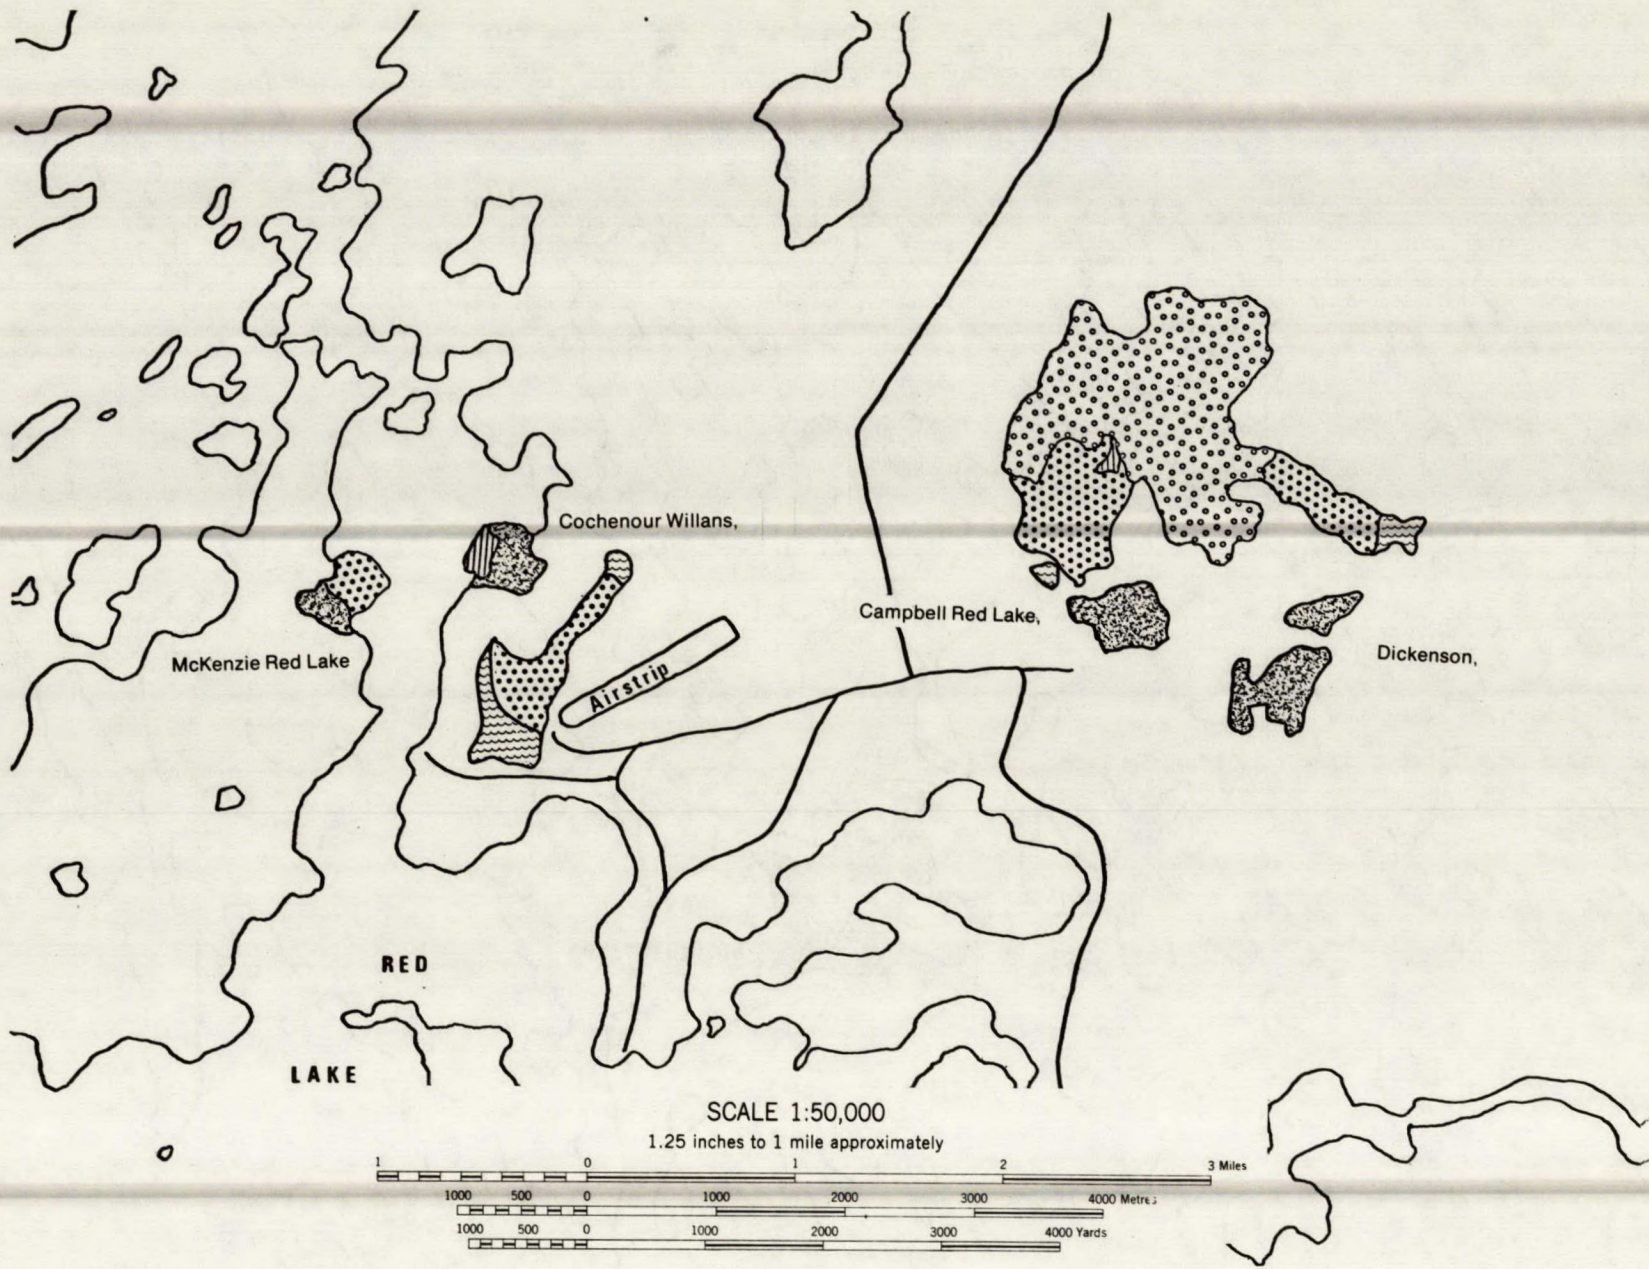 Cochenour Willans,
Campbell Red Lake,
McKenzie Red Lake
Dickenson,
Airstrip
RED
LAKE
SCALE 1:50,000
1.25 inches to 1 mile approximately
1 0 1 2 3 Miles
1000 500 0 1000 2000 3000 4000 Metres
1000 500 0 1000 2000 3000 4000 Yards